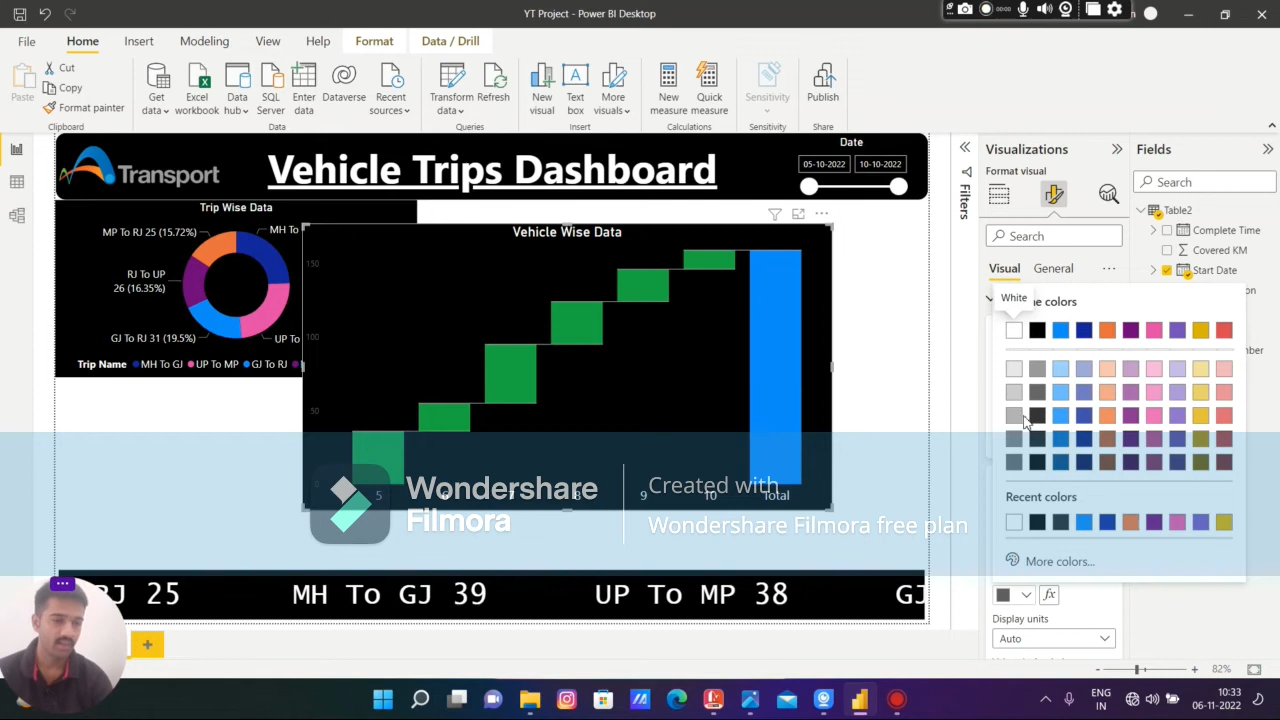 YT Project - Power BI Desktop
00:00
File
Home
Insert
Modeling
View
Help
Format
Data / Drill
Paste
Cut
Copy
Format painter
Clipboard
Get data
Excel workbook
Data hub
SQL Server
Enter data
Dataverse
Recent sources
Data
Transform data
Refresh
Queries
New visual
Text box
More visuals
Insert
New measure
Quick measure
Calculations
Sensitivity
Sensitivity
Publish
Share
Transport
Vehicle Trips Dashboard
Date
05-10-2022
10-10-2022
Trip Wise Data
MP To RJ 25 (15.72%)
MH To
RJ To UP
26 (16.35%)
GJ To RJ 31 (19.5%)
UP To
Trip Name
MH To GJ
UP To MP
GJ To RJ
Vehicle Wise Data
150
100
50
0
5
6
7
8
9
10
Total
Wondershare
Filmora
Created with
Wondershare Filmora free plan
RJ 25
MH To GJ 39
UP To MP 38
GJ
Filters
Visualizations
Format visual
Search
Visual
General
White
Recent colors
More colors...
fx
Display units
Auto
Fields
Search
Table2
Complete Time
Covered KM
Start Date
82%
ENG
IN
10:33
06-11-2022